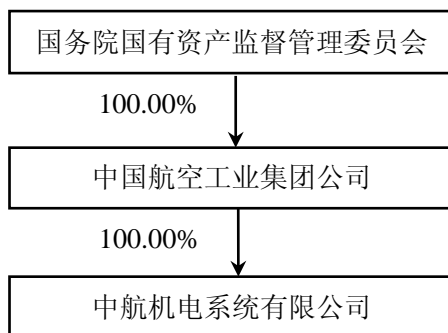 国务院国有资产监督管理委员会
100.00%
中国航空工业集团公司
100.00%
中航机电系统有限公司